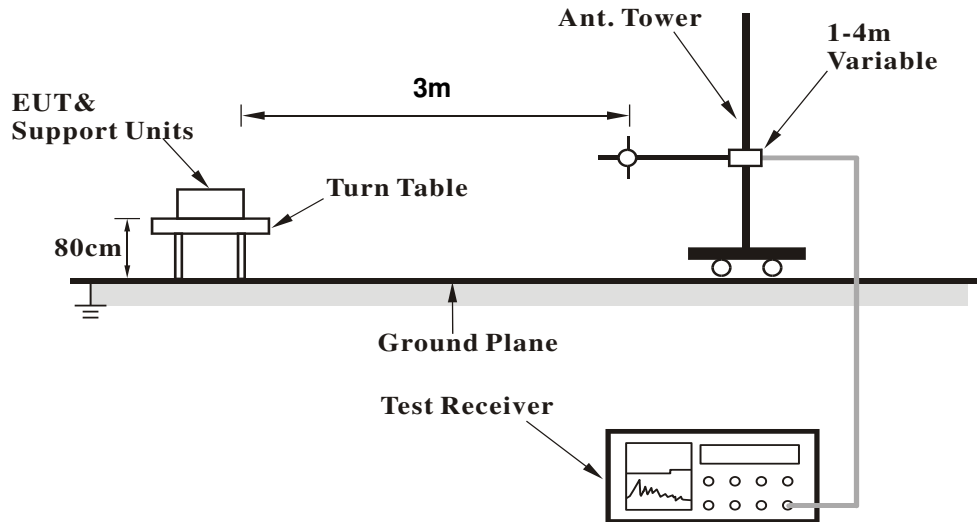 Ant. Tower
1-4m
Variable
3m
EUT&
Support Units
Turn Table
80cm
Ground Plane
Test Receiver